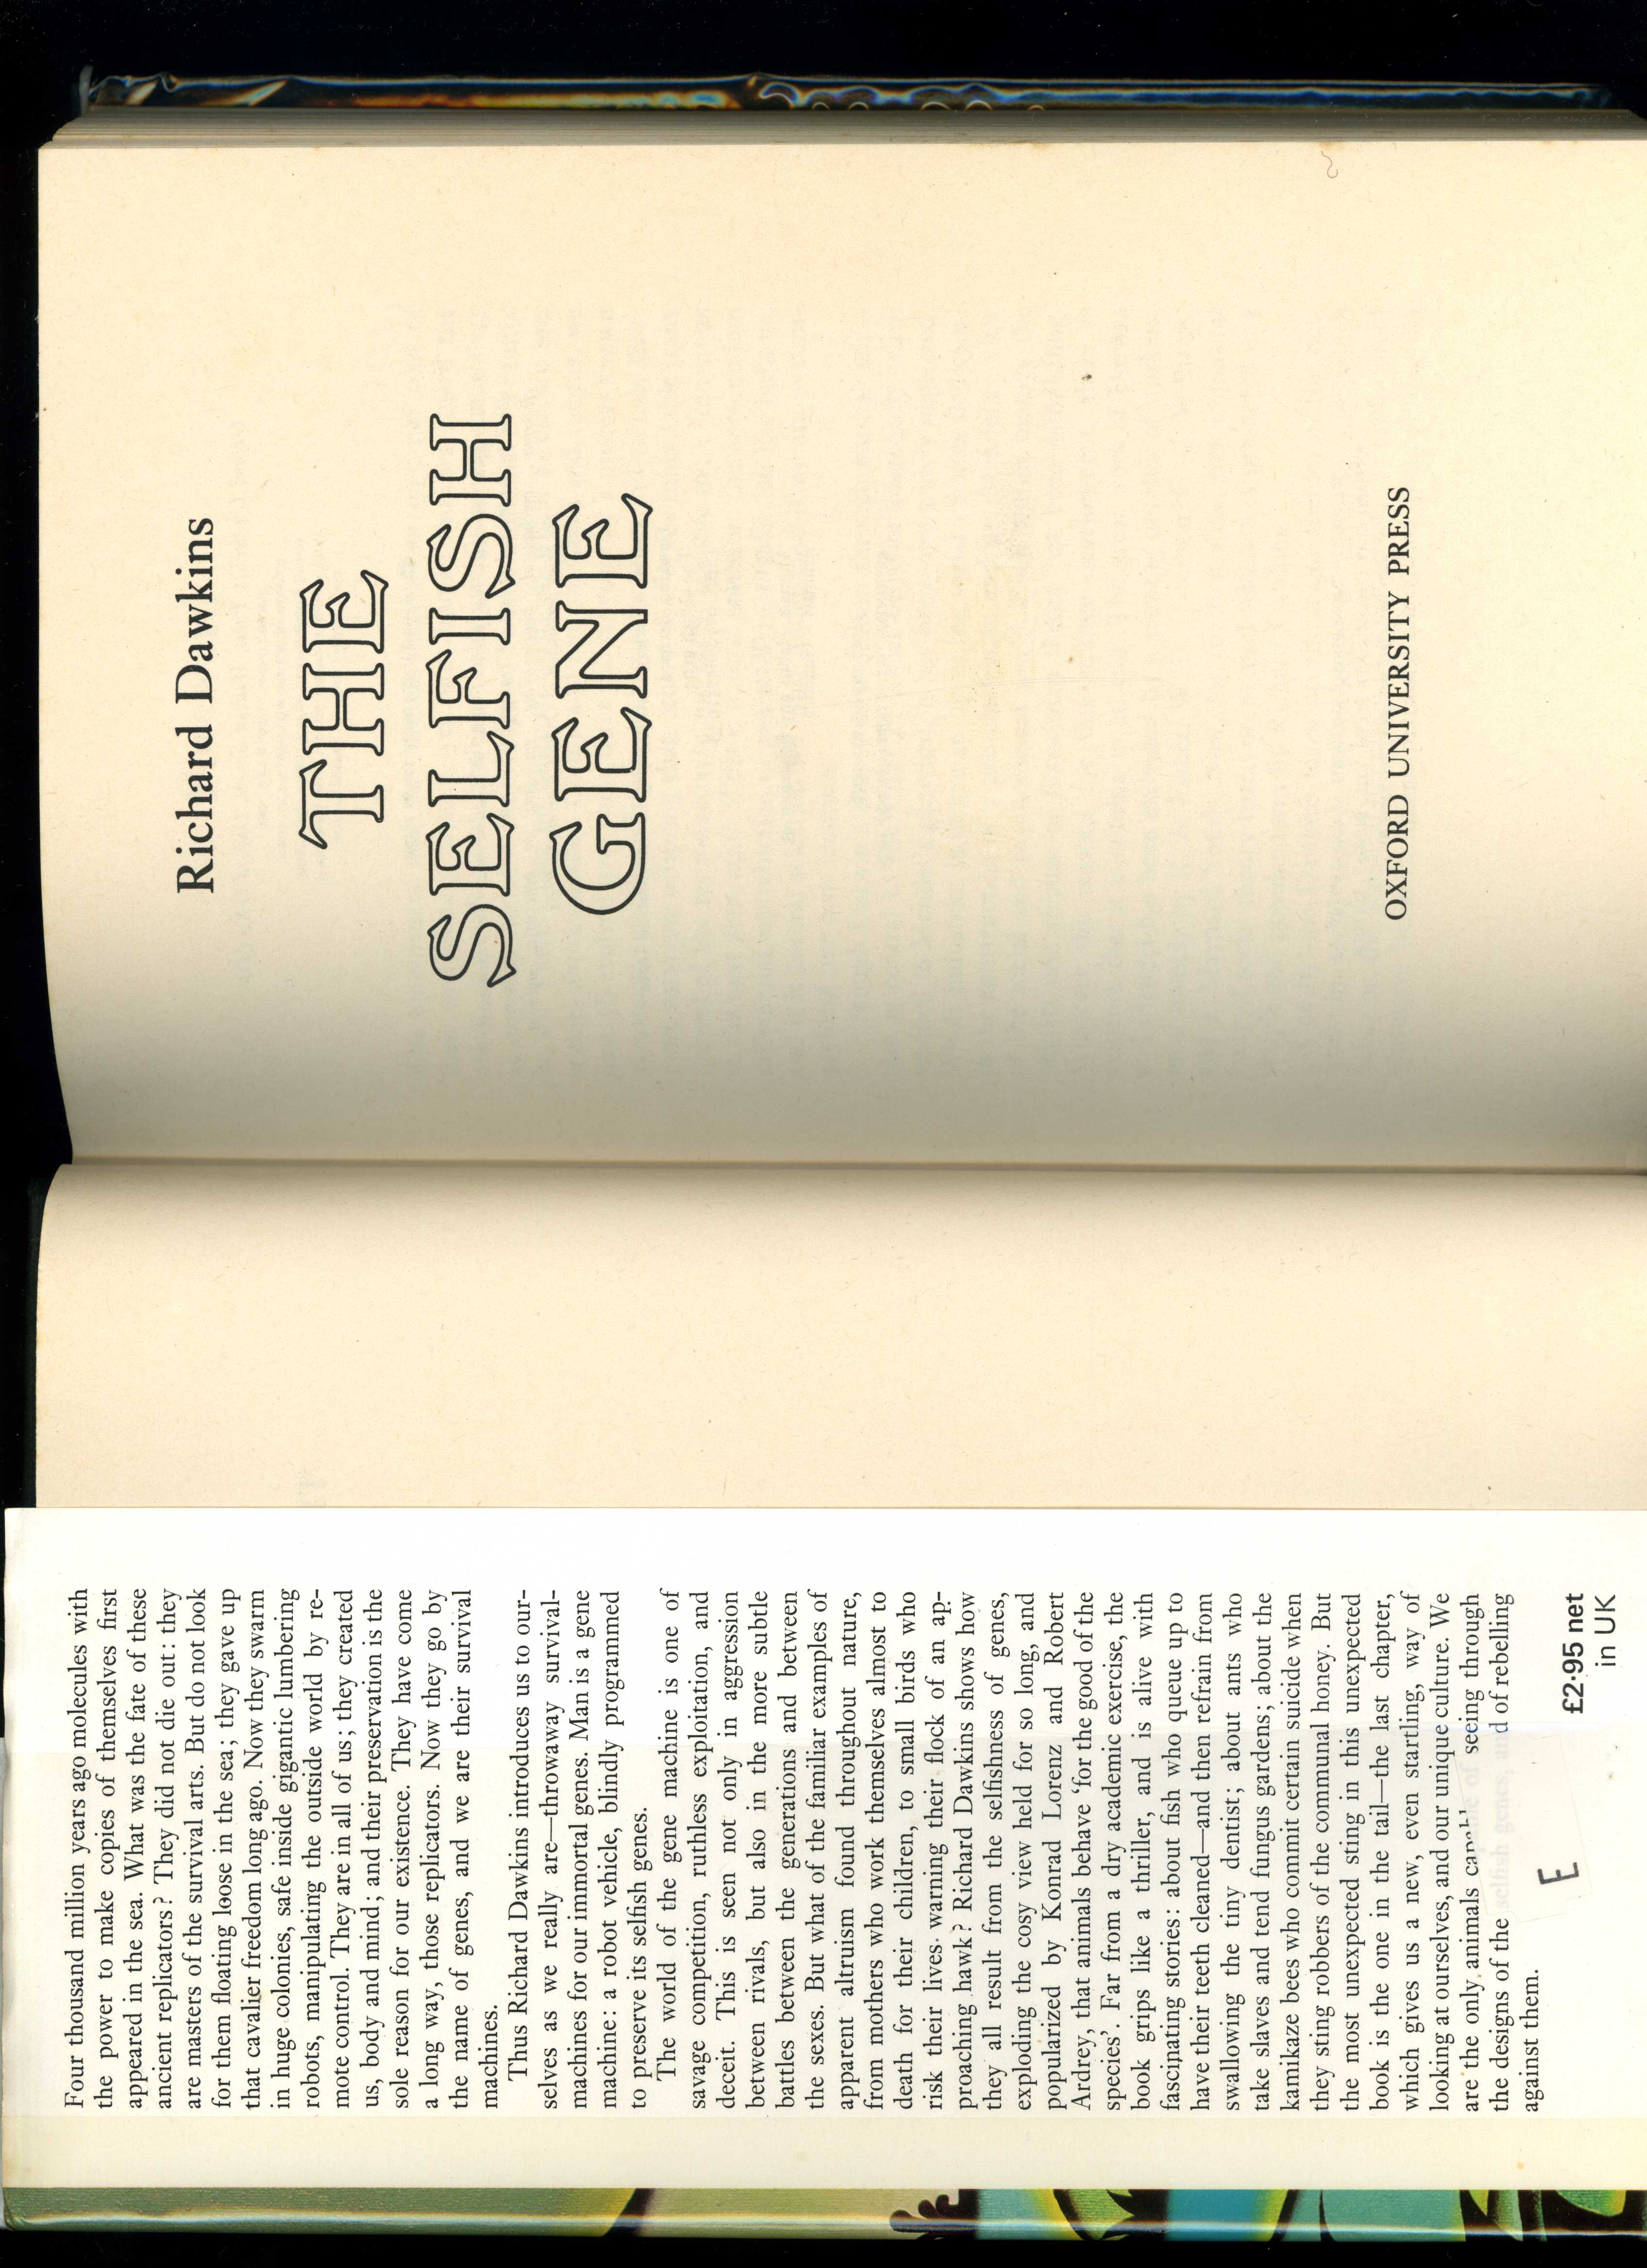 Four thousand million years ago molecules with
the power to make copies of themselves first
appeared in the sea. What was the fate of these
ancient replicators? They did not die out: they
are masters of the survival arts. But do not look
for them floating loose in the sea; they gave up
that cavalier freedom long ago. Now they swarm
in huge colonies, safe inside gigantic lumbering
robots, manipulating the outside world by re-
mote control. They are in all of us; they created
us, body and mind; and their preservation is the
sole reason for our existence. They have come
a long way, those replicators. Now they go by
the name of genes, and we are their survival
machines.
Thus Richard Dawkins introduces us to our-
selves as we really are—throwaway survival-
machines for our immortal genes. Man is a gene
machine: a robot vehicle, blindly programmed
to preserve its selfish genes.
The world of the gene machine is one of
savage competition, ruthless exploitation, and
deceit. This is seen not only in aggression
between rivals, but also in the more subtle
battles between the generations and between
the sexes. But what of the familiar examples of
apparent altruism found throughout nature,
from mothers who work themselves almost to
death for their children, to small birds who
risk their lives warning their flock of an ap-
proaching hawk? Richard Dawkins shows how
they all result from the selfishness of genes,
exploding the cosy view held for so long, and
popularized by Konrad Lorenz and Robert
Ardrey, that animals behave 'for the good of the
species'. Far from a dry academic exercise, the
book grips like a thriller, and is alive with
fascinating stories: about fish who queue up to
have their teeth cleaned—and then refrain from
swallowing the tiny dentist; about ants who
take slaves and tend fungus gardens; about the
kamikaze bees who commit certain suicide when
they sting robbers of the communal honey. But
the most unexpected sting in this unexpected
book is the one in the tail—the last chapter,
which gives us a new, even startling, way of
looking at ourselves, and our unique culture. We
are the only animals capable of seeing through
the designs of the selfish genes, and of rebelling
against them.
£2·95 net
in UK
E
Richard Dawkins
THE
SELFISH
GENE
OXFORD UNIVERSITY PRESS